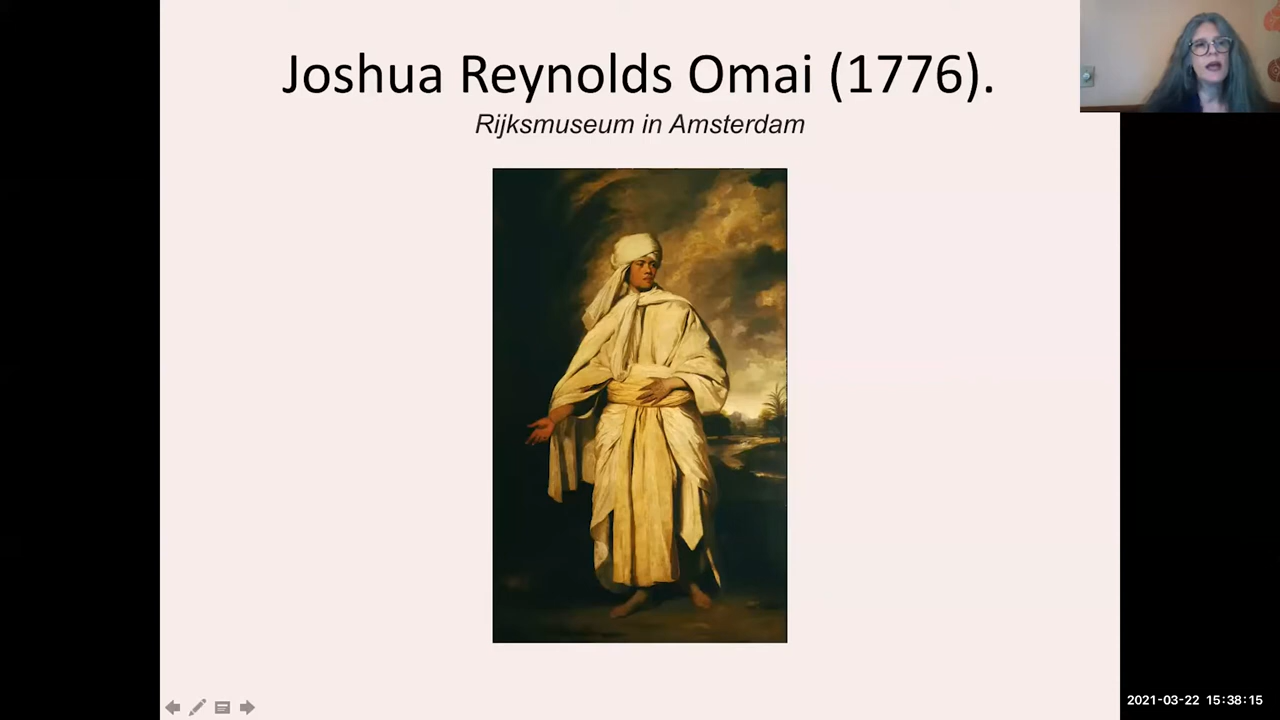 Joshua Reynolds Omai (1776).
Rijksmuseum in Amsterdam
2021-03-22 15:38:15